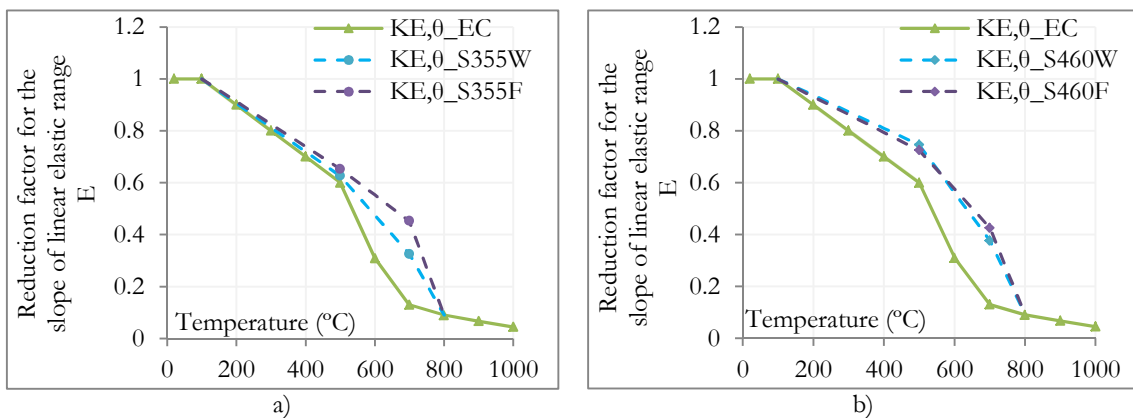 1.2
1
0.8
0.6
0.4
0.2
0
Reduction factor for the
slope of linear elastic range
E
KE,θ_EC
KE,θ_S355W
KE,θ_S355F
Temperature (ºC)
0 200 400 600 800 1000
a)
1.2
1
0.8
0.6
0.4
0.2
0
Reduction factor for the
slope of linear elastic range
E
KE,θ_EC
KE,θ_S460W
KE,θ_S460F
Temperature (ºC)
0 200 400 600 800 1000
b)